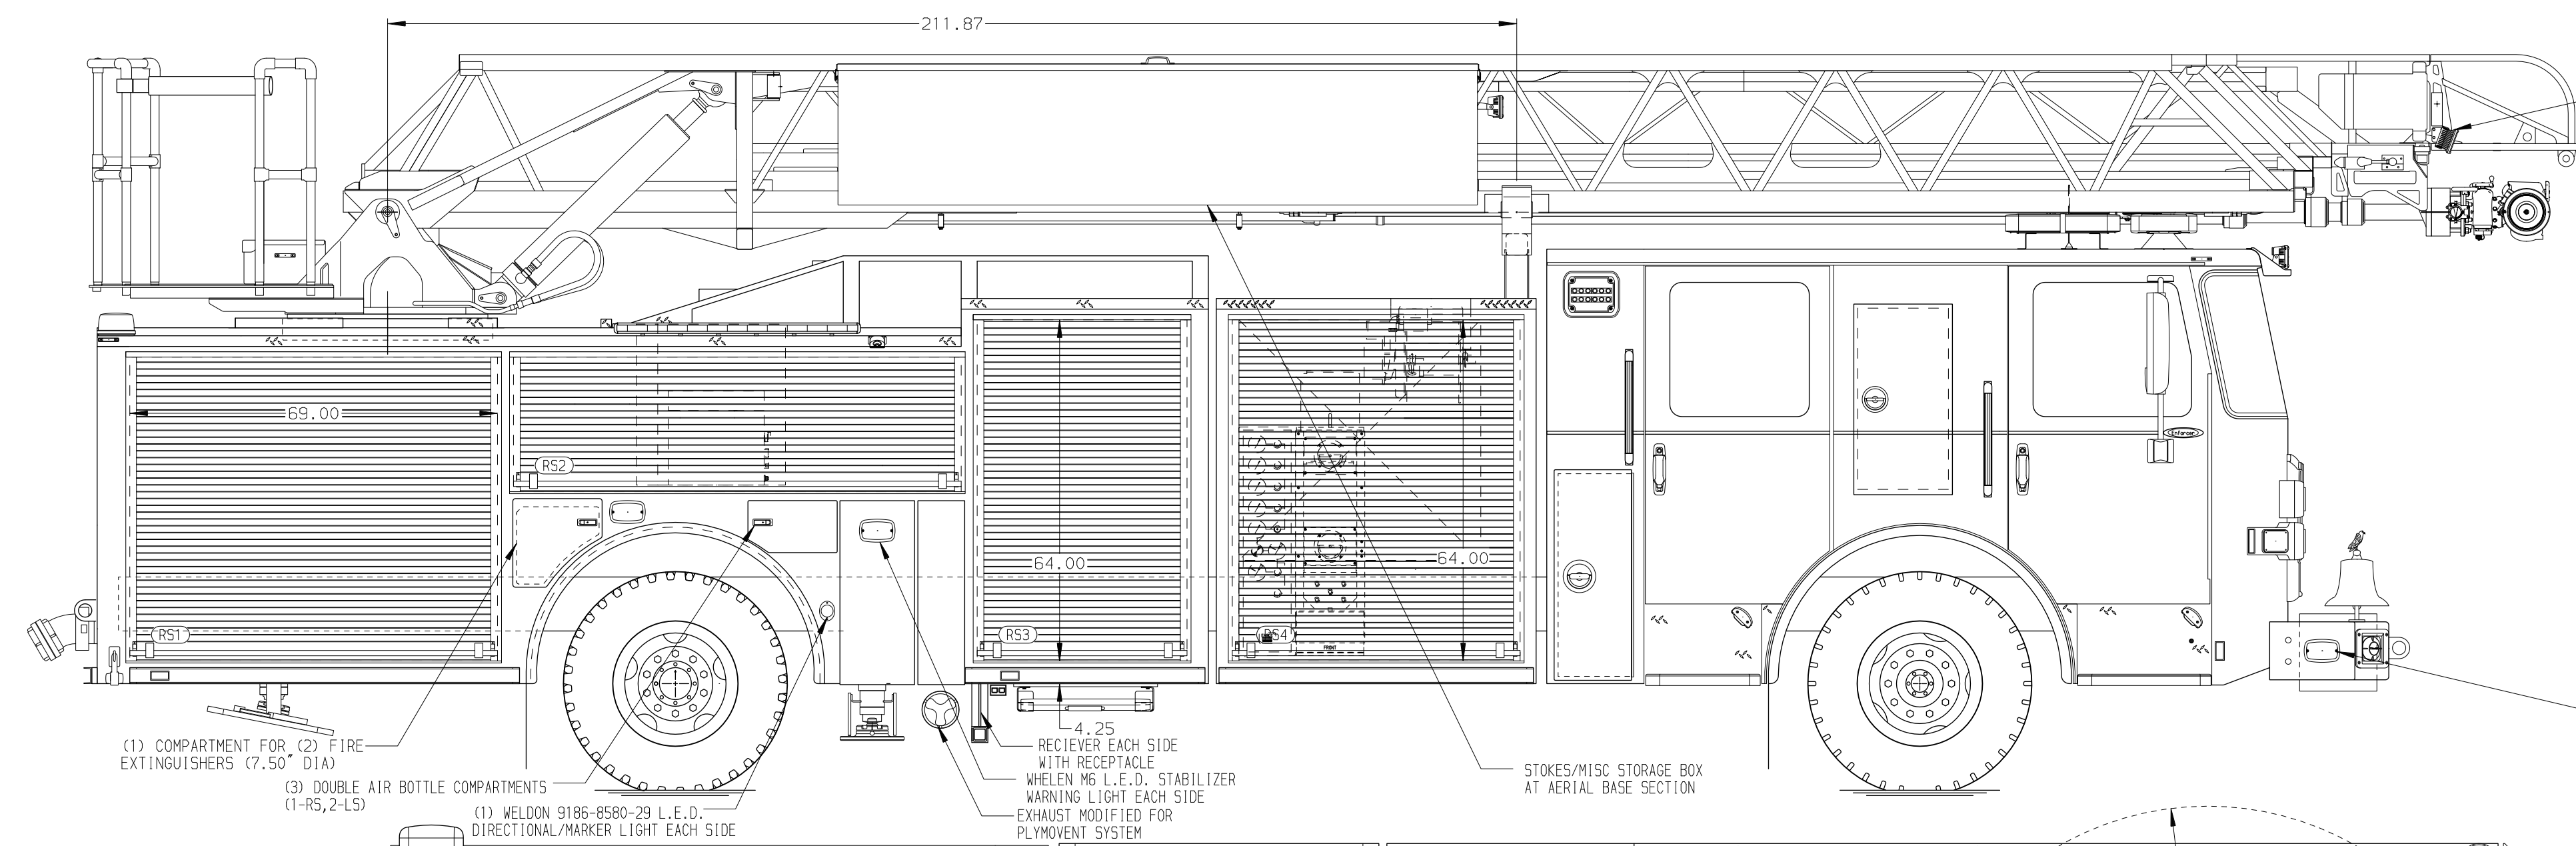 211.87
69.00
RS2
64.00
64.00
Enforcer
RS1
RS3
RS4
FRONT
4.25
(1) COMPARTMENT FOR (2) FIRE
EXTINGUISHERS (7.50" DIA)
(3) DOUBLE AIR BOTTLE COMPARTMENTS
(1-RS,2-LS)
(1) WELDON 9186-8580-29 L.E.D.
DIRECTIONAL/MARKER LIGHT EACH SIDE
RECIEVER EACH SIDE
WITH RECEPTACLE
WHELEN M6 L.E.D. STABILIZER
WARNING LIGHT EACH SIDE
EXHAUST MODIFIED FOR
PLYMOVENT SYSTEM
STOKES/MISC STORAGE BOX
AT AERIAL BASE SECTION